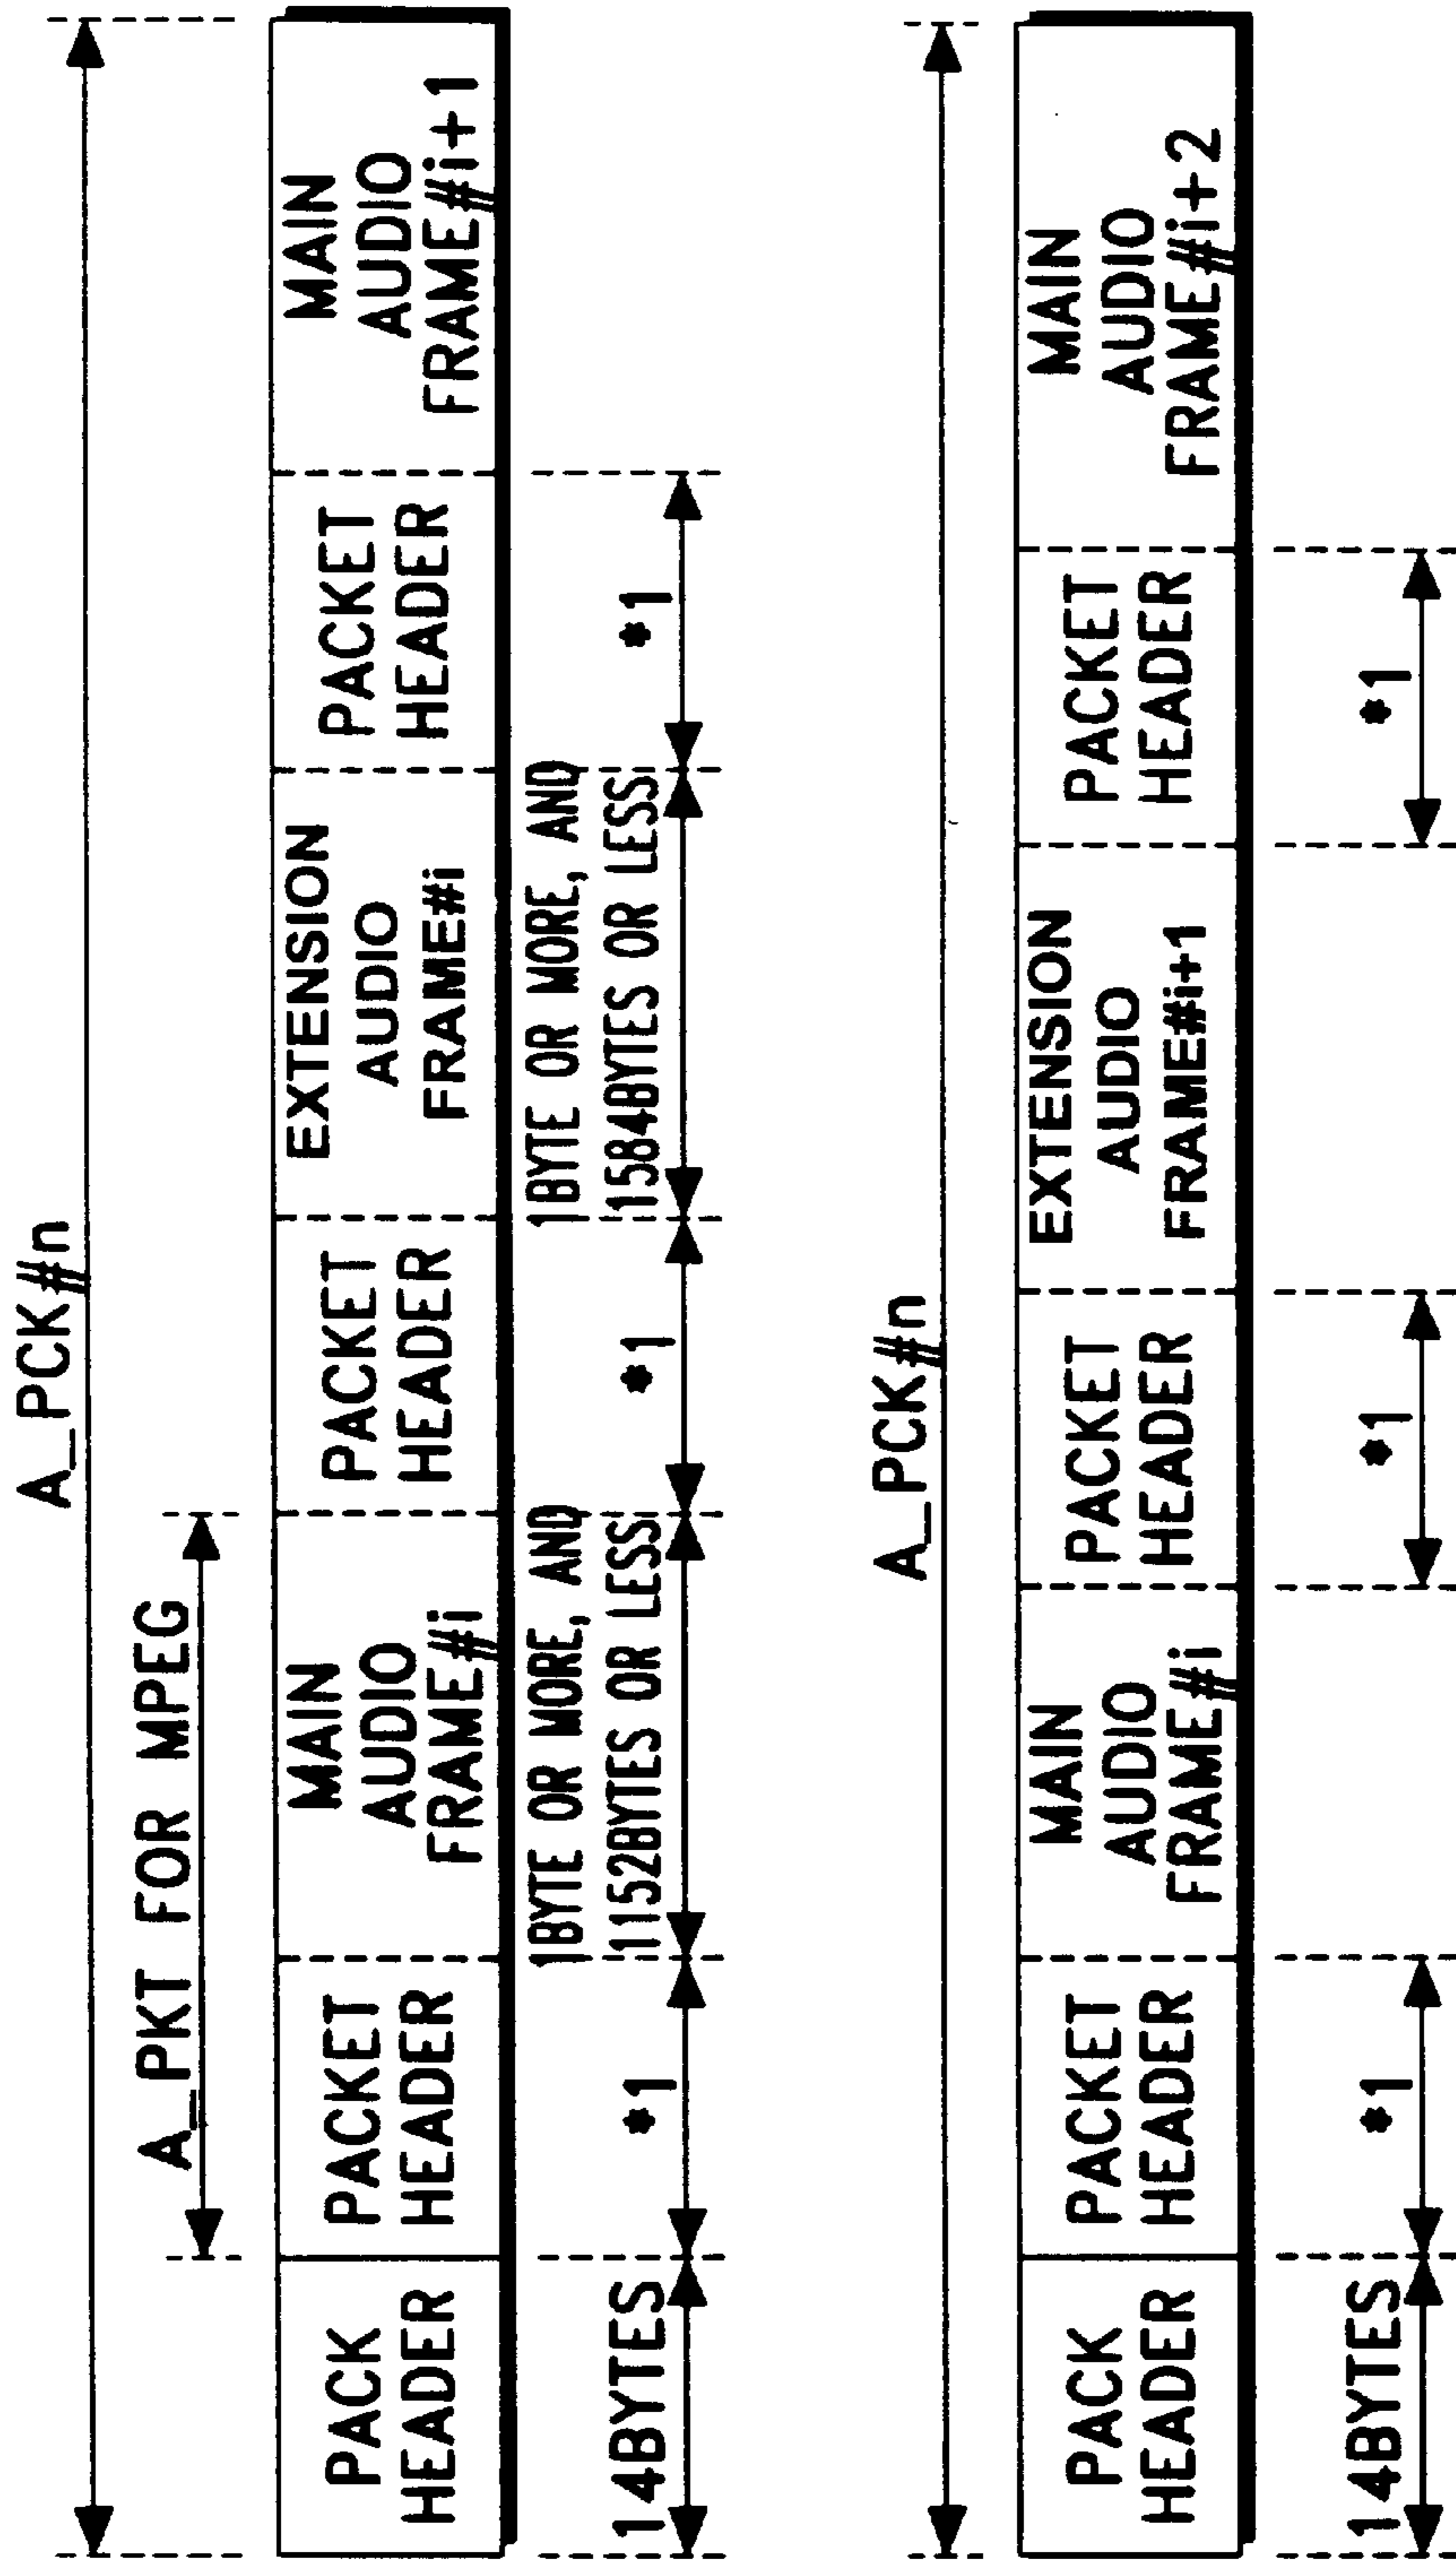 A_PCK#n
A_PKT FOR MPEG
PACK
HEADER
PACKET
HEADER
MAIN
AUDIO
FRAME#i
PACKET
HEADER
EXTENSION
AUDIO
FRAME#i
PACKET
HEADER
MAIN
AUDIO
FRAME#i+1
14BYTES
*1
1BYTE OR MORE, AND
1152BYTES OR LESS
*1
1BYTE OR MORE, AND
1584BYTES OR LESS
*1
A_PCK#n
PACK
HEADER
PACKET
HEADER
MAIN
AUDIO
FRAME#i
PACKET
HEADER
EXTENSION
AUDIO
FRAME#i+1
PACKET
HEADER
MAIN
AUDIO
FRAME#i+2
14BYTES
*1
*1
*1